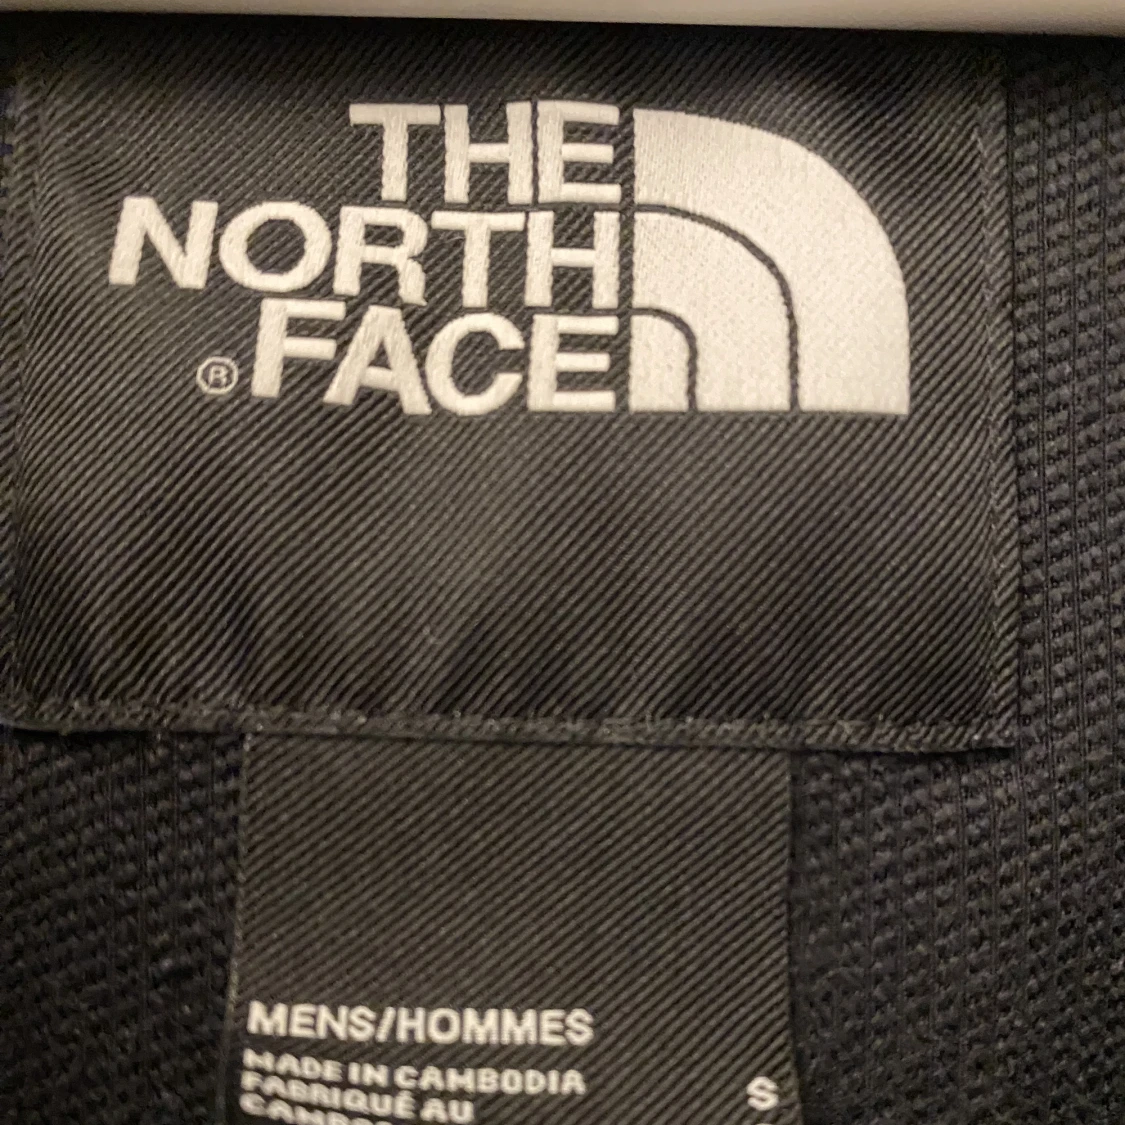 THE
NORTH
FACE
®
MENS/HOMMES
MADE IN CAMBODIA
FABRIQUÉ AU
S